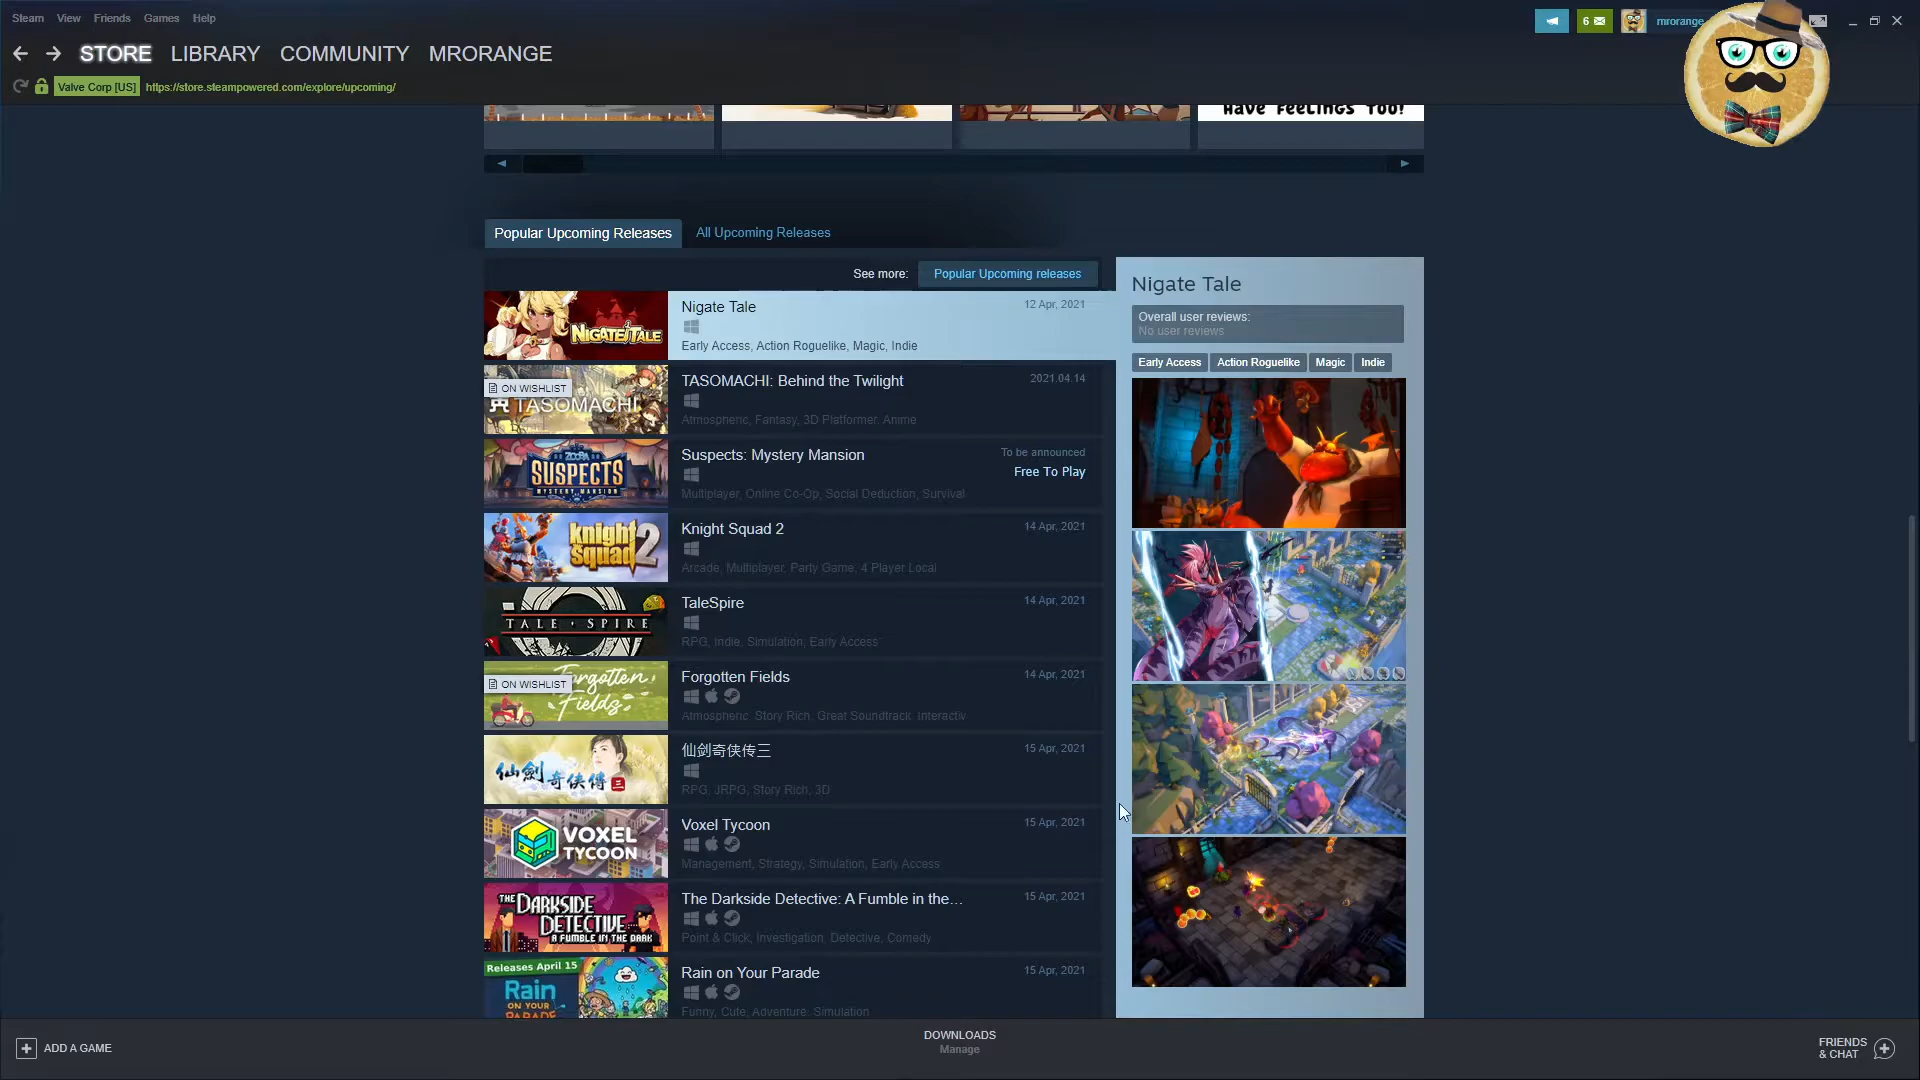 Steam View Friends Games Help
6
mrorange
STORE LIBRARY COMMUNITY MRORANGE
Valve Corp [US] https://store.steampowered.com/explore/upcoming/
HAVE FEELINGS TOO!
Popular Upcoming Releases All Upcoming Releases
See more: Popular Upcoming releases
NIGATE TALE
Nigate Tale
12 Apr, 2021
Early Access, Action Roguelike, Magic, Indie
ON WISHLIST
TASOMACHI
TASOMACHI: Behind the Twilight
2021.04.14
Atmospheric, Fantasy, 3D Platformer, Anime
ZOOBA
SUSPECTS
MYSTERY MANSION
Suspects: Mystery Mansion
To be announced
Free To Play
Multiplayer, Online Co-Op, Social Deduction, Survival
knight
squad 2
Knight Squad 2
14 Apr, 2021
Arcade, Multiplayer, Party Game, 4 Player Local
TALE · SPIRE
TaleSpire
14 Apr, 2021
RPG, Indie, Simulation, Early Access
ON WISHLIST
Forgotten
Fields
Forgotten Fields
14 Apr, 2021
Atmospheric, Story Rich, Great Soundtrack, Interactiv
仙劍奇俠傳三
仙剑奇侠传三
15 Apr, 2021
RPG, JRPG, Story Rich, 3D
VOXEL
TYCOON
Voxel Tycoon
15 Apr, 2021
Management, Strategy, Simulation, Early Access
THE DARKSIDE
DETECTIVE
A FUMBLE IN THE DARK
The Darkside Detective: A Fumble in the...
15 Apr, 2021
Point & Click, Investigation, Detective, Comedy
Releases April 15
Rain
ON YOUR
PARADE
Rain on Your Parade
15 Apr, 2021
Funny, Cute, Adventure, Simulation
Nigate Tale
Overall user reviews:
No user reviews
Early Access Action Roguelike Magic Indie
ADD A GAME
DOWNLOADS
Manage
FRIENDS
& CHAT